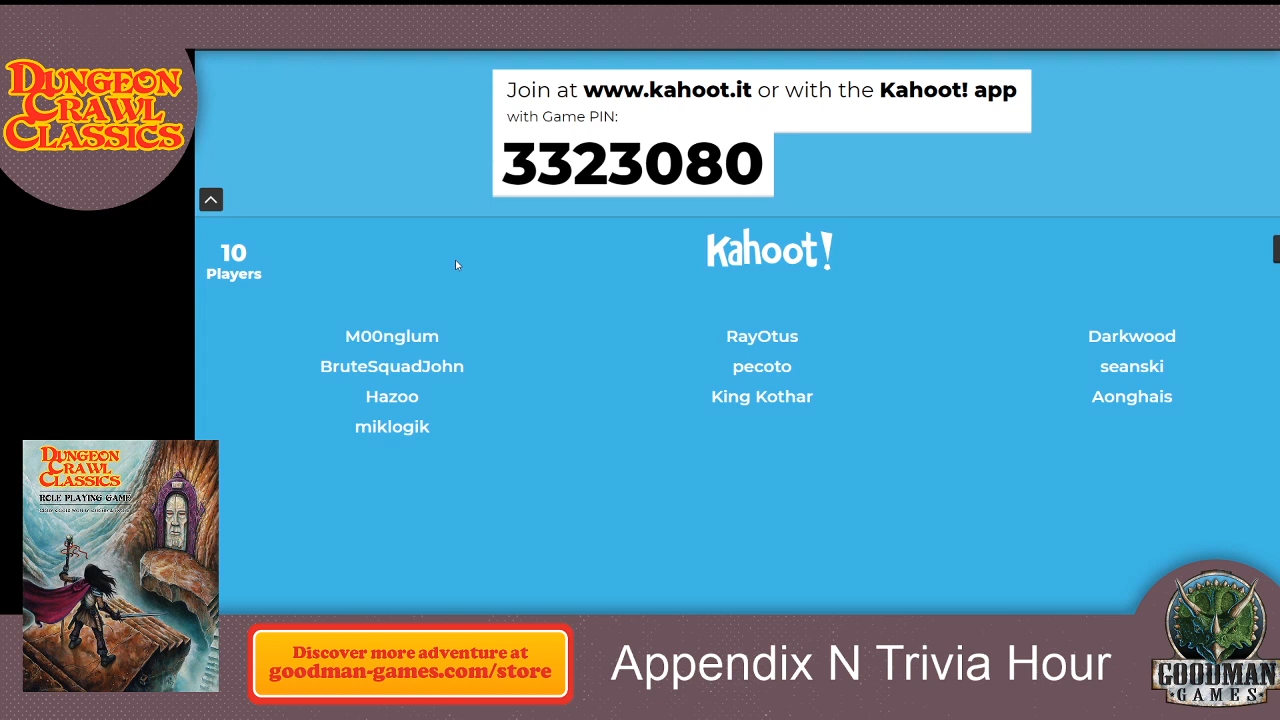 DUNGEON
CRAWL
CLASSICS
Join at www.kahoot.it or with the Kahoot! app
with Game PIN:
3323080
10
Players
Kahoot!
M00nglum
RayOtus
Darkwood
BruteSquadJohn
pecoto
seanski
Hazoo
King Kothar
Aonghais
miklogik
DUNGEON
CRAWL
CLASSICS
ROLE PLAYING GAME
Discover more adventure at
goodman-games.com/store
Appendix N Trivia Hour
GOODMAN
GAMES